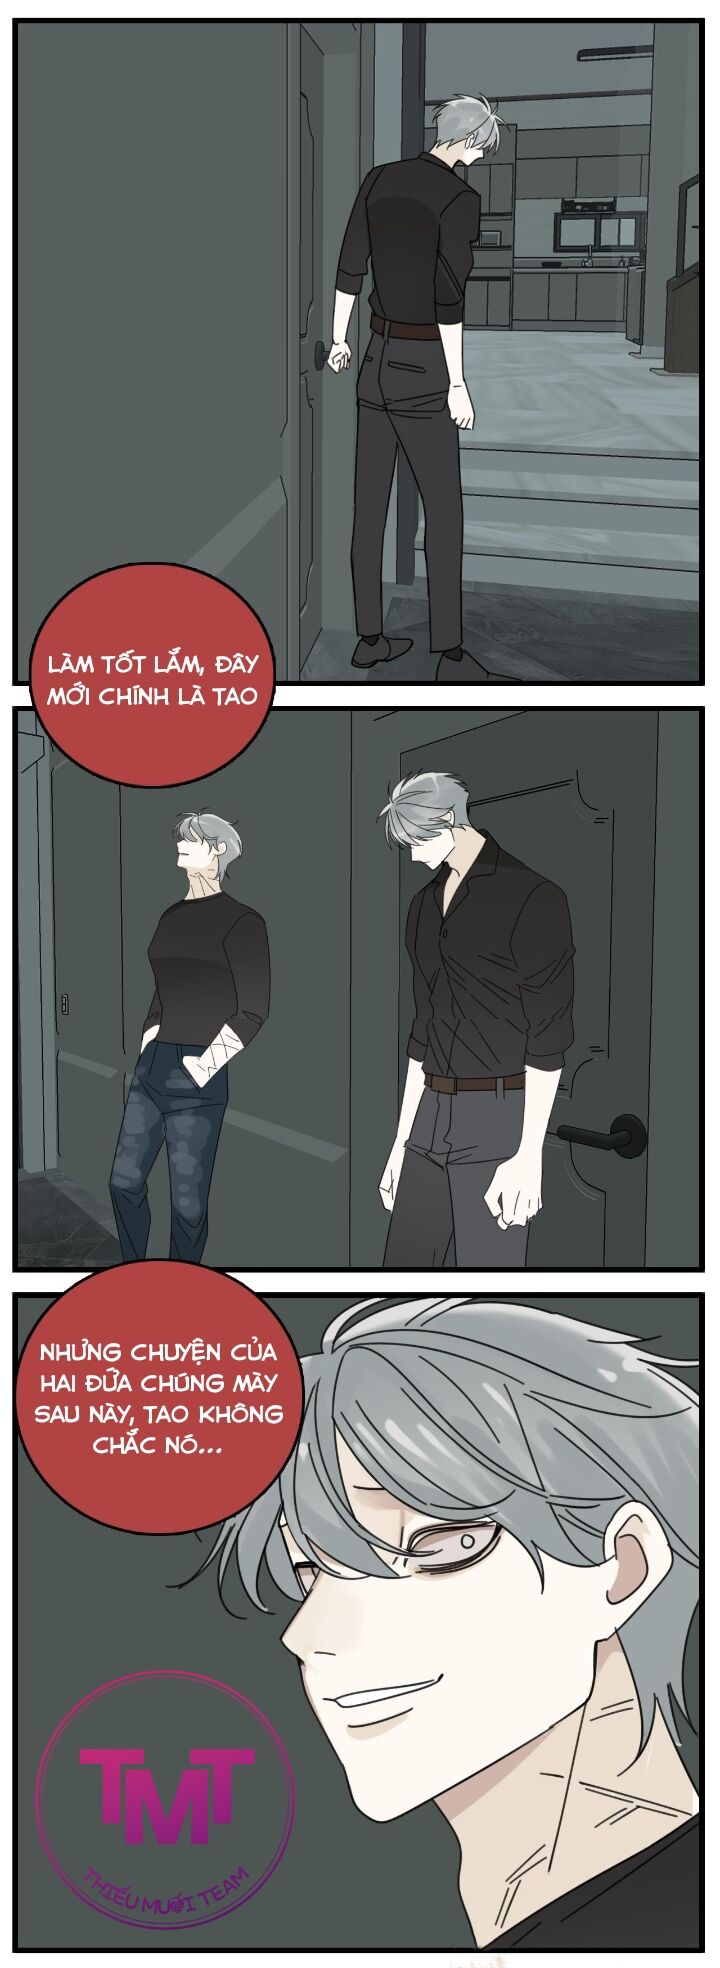 LÀM TỐT LẮM, ĐÂY
MỚI CHÍNH LÀ TAO
NHƯNG CHUYỆN CỦA
HAI ĐỨA CHÚNG MÀY
SAU NÀY, TAO KHÔNG
CHẮC NÓ...
TMT
THIẾU MUỐI TEAM